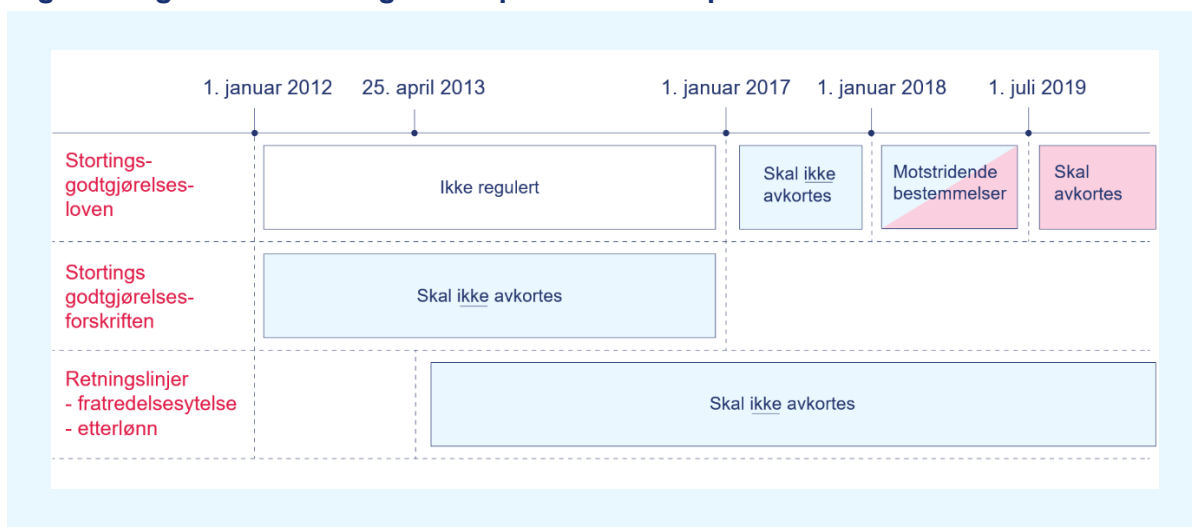 1. januar 2012 25. april 2013 1. januar 2017 1. januar 2018 1. juli 2019
Stortings-
godtgjørelses-
loven
Ikke regulert
Skal ikke
avkortes
Motstridende
bestemmelser
Skal
avkortes
Stortings
godtgjørelses-
forskriften
Skal ikke avkortes
Retningslinjer
- fratredelsesytelse
- etterlønn
Skal ikke avkortes